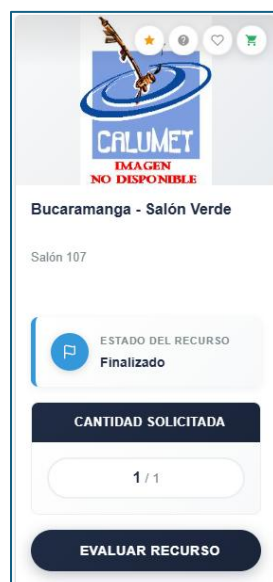 CALUMET
IMAGEN
NO DISPONIBLE
Bucaramanga - Salón Verde
Salón 107
ESTADO DEL RECURSO
Finalizado
CANTIDAD SOLICITADA
1 / 1
EVALUAR RECURSO